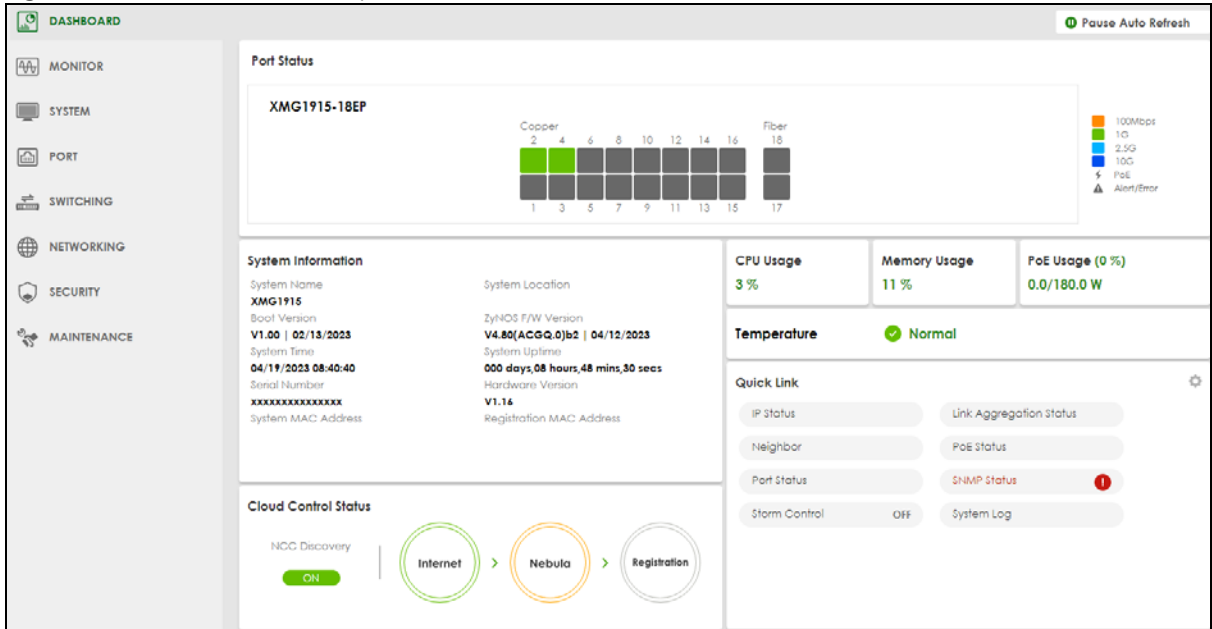 DASHBOARD
Pause Auto Refresh
MONITOR
SYSTEM
PORT
SWITCHING
NETWORKING
SECURITY
MAINTENANCE
Port Status
XMG1915-18EP
Copper Fiber
2 4 6 8 10 12 14 16 18
1 3 5 7 9 11 13 15 17
100Mbps
1G
2.5G
10G
PoE
Alert/Error
System Information
System Name System Location
XMG1915
Boot Version ZyNOS F/W Version
V1.00 | 02/13/2023 V4.80(ACGQ.0)b2 | 04/12/2023
System Time System Uptime
04/19/2023 08:40:40 000 days,08 hours,48 mins,30 secs
Serial Number Hardware Version
xxxxxxxxxxxxxxx V1.16
System MAC Address Registration MAC Address
CPU Usage
3 %
Memory Usage
11 %
PoE Usage (0 %)
0.0/180.0 W
Temperature Normal
Quick Link
IP Status Link Aggregation Status
Neighbor PoE Status
Port Status SNMP Status !
Storm Control OFF System Log
Cloud Control Status
NCC Discovery
ON
Internet > Nebula > Registration